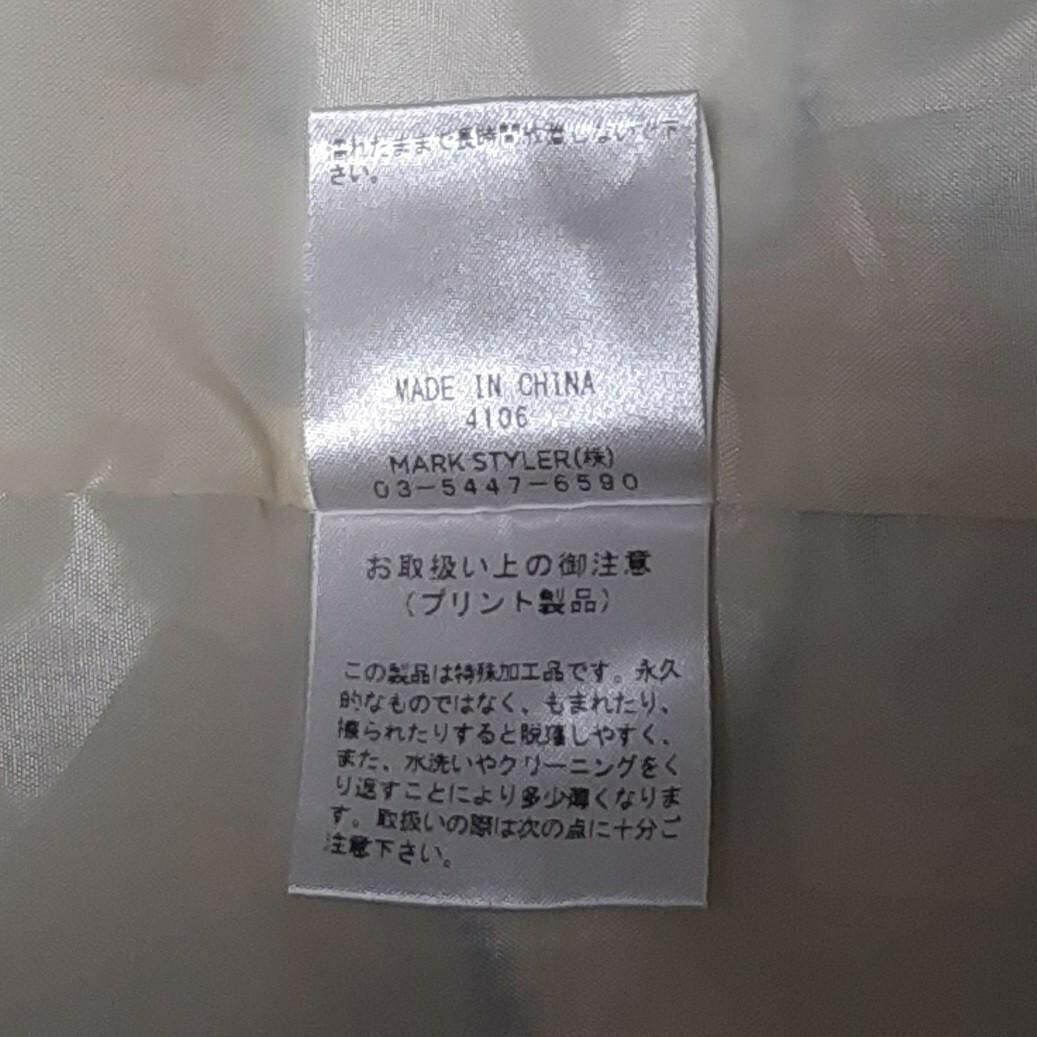 濡れたままで長時間放置しないで下
さい。
MADE IN CHINA
4106
MARK STYLER(株)
03-5447-6590
お取扱い上の御注意
(プリント製品)
この製品は特殊加工品です。永久
的なものではなく、もまれたり、
擦られたりすると脱落しやすく、
また、水洗いやクリーニングをく
り返すことにより多少薄くなりま
す。取扱いの際は次の点に十分ご
注意下さい。